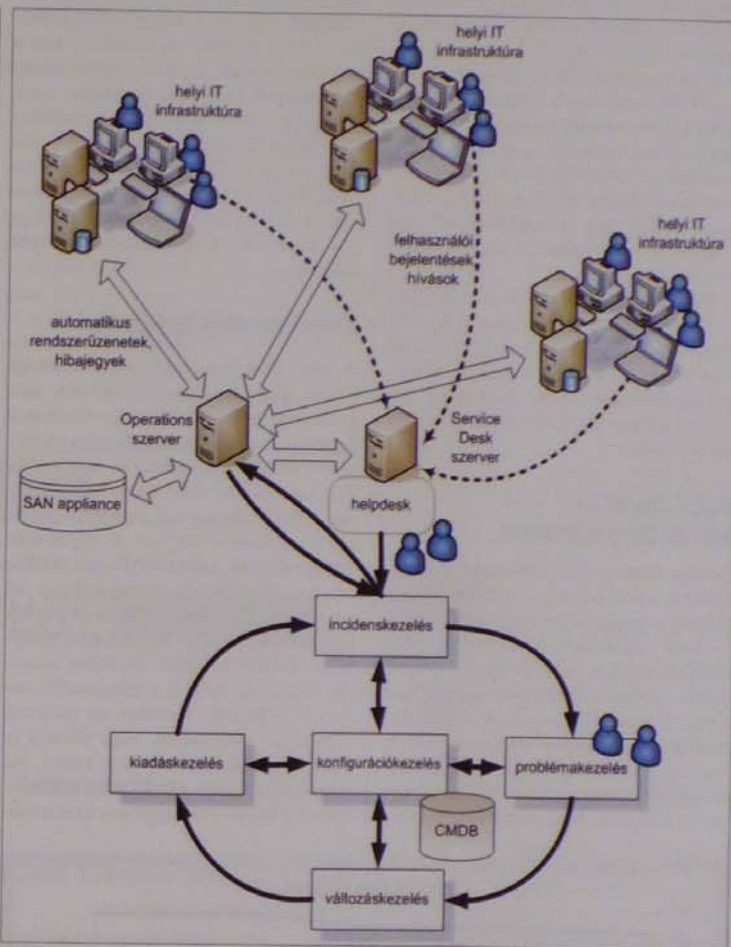 helyi IT
infrastruktúra
helyi IT
infrastruktúra
helyi IT
infrastruktúra
felhasználói
bejelentések
hívások
automatikus
rendszerüzenetek,
hibajegyek
Operations
szerver
Service
Desk
szerver
SAN appliance
helpdesk
incidenskezelés
kiadáskezelés
konfigurációkezelés
problémakezelés
CMDB
változáskezelés